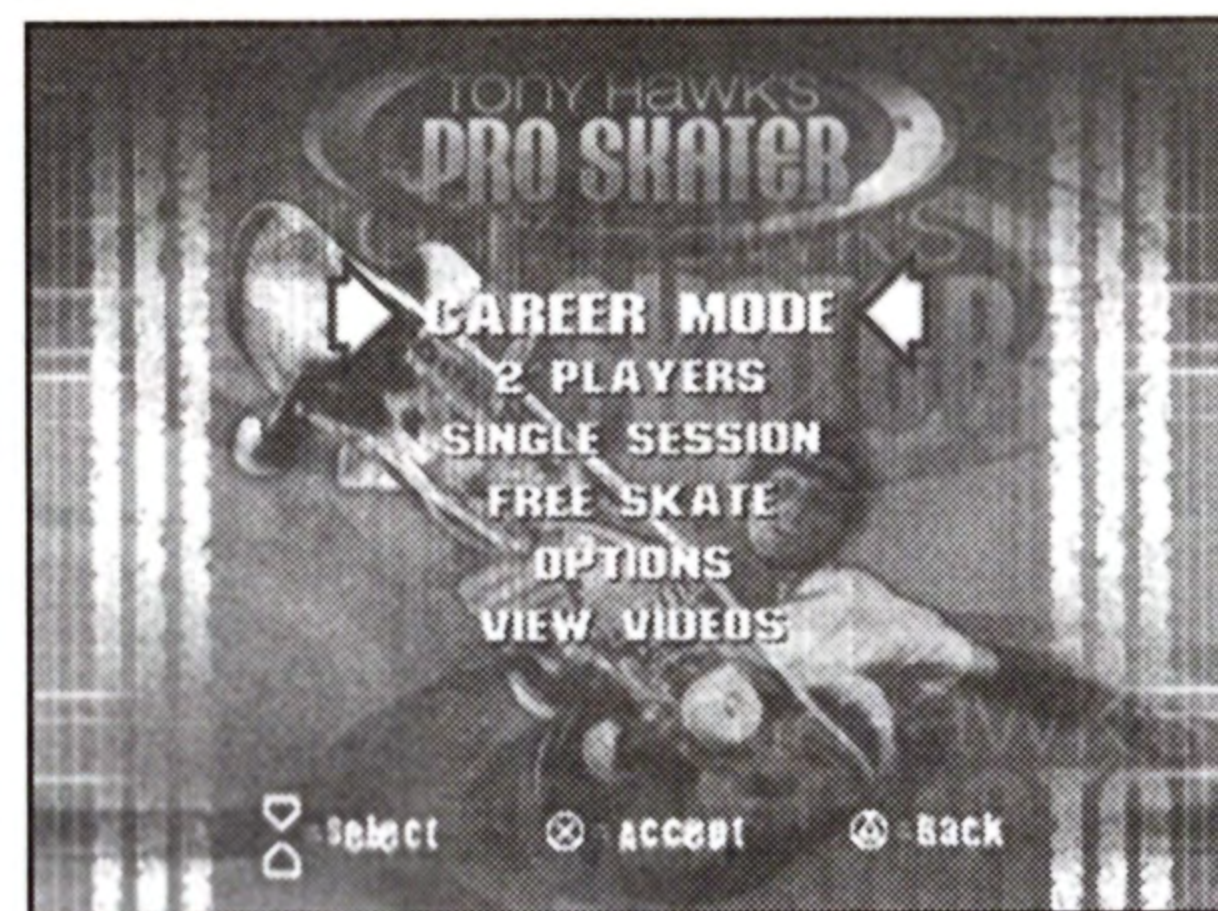 TONY HAWK'S
PRO SKATER
CAREER MODE
2 PLAYERS
SINGLE SESSION
FREE SKATE
OPTIONS
VIEW VIDEOS
Select Accept Back